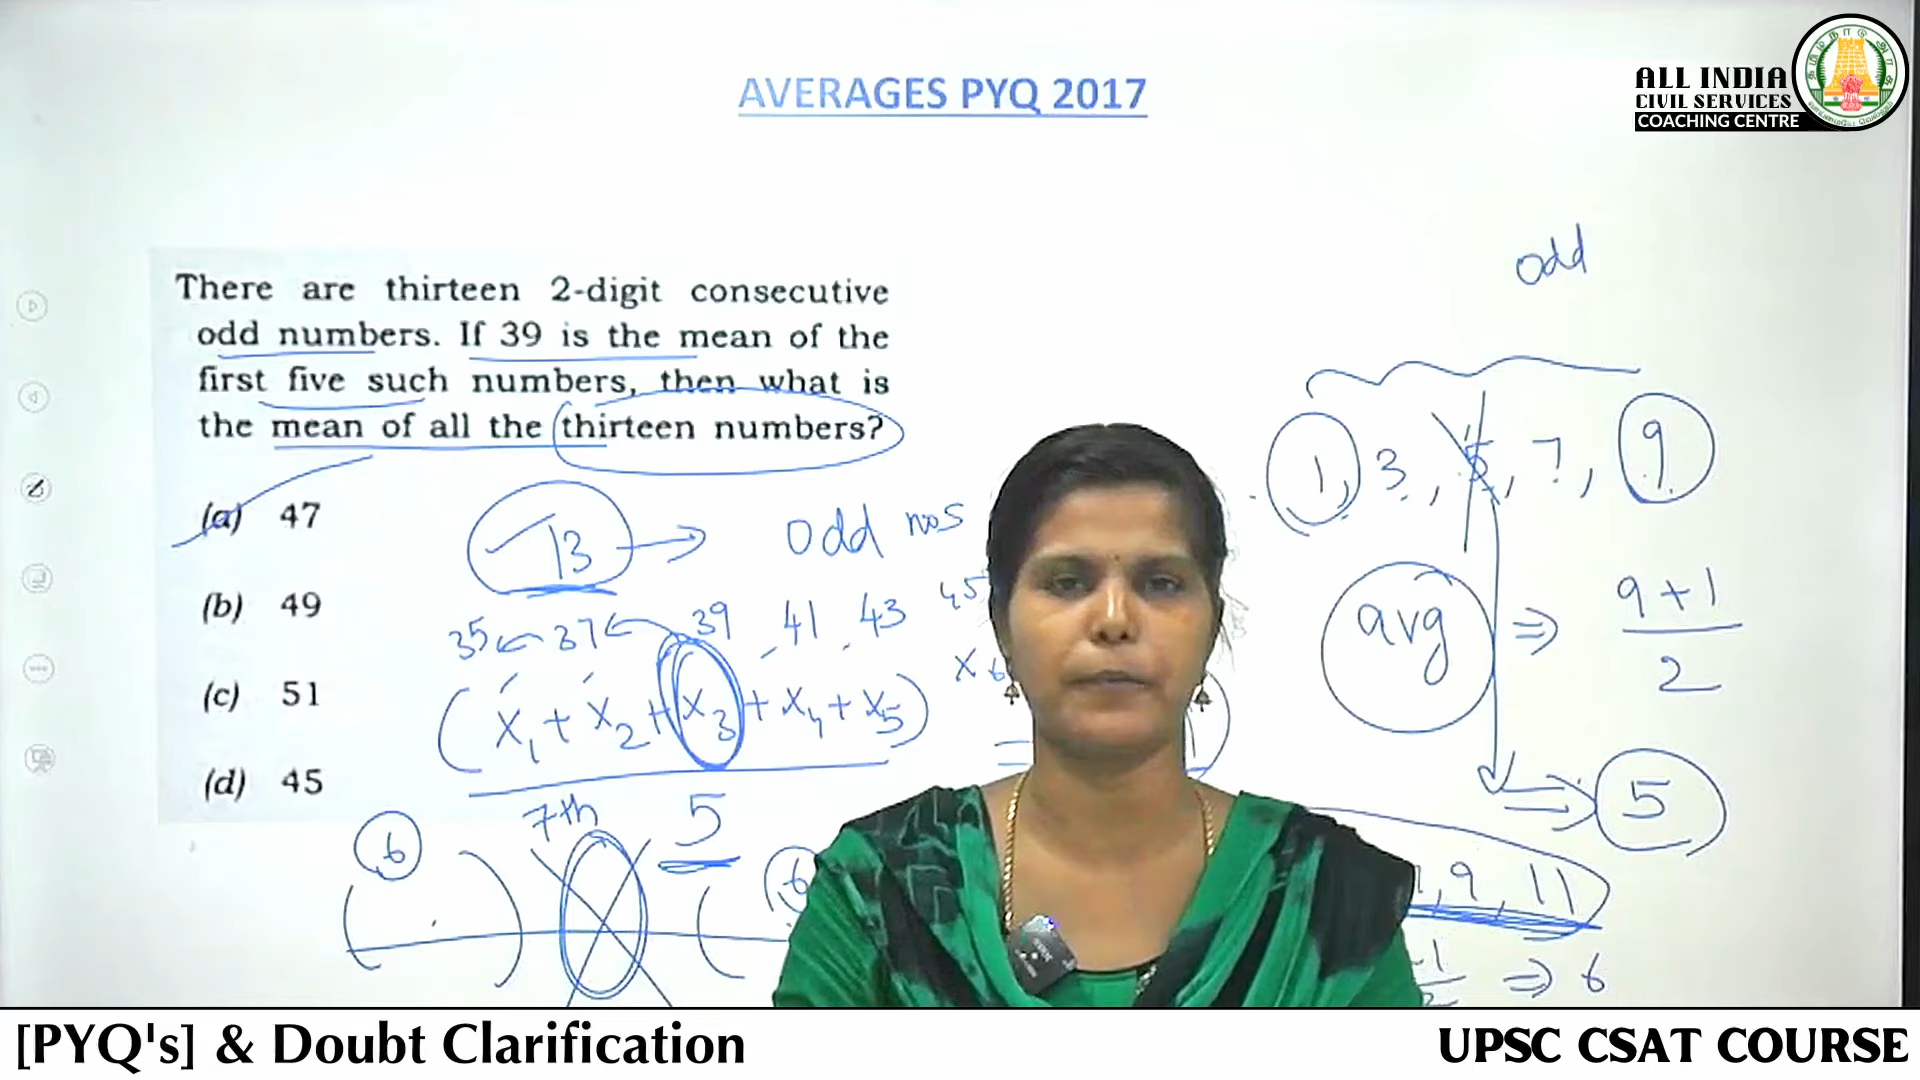 AVERAGES PYQ 2017
ALL INDIA
CIVIL SERVICES
COACHING CENTRE
There are thirteen 2-digit consecutive
odd numbers. If 39 is the mean of the
first five such numbers, then what is
the mean of all the thirteen numbers?
(a) 47
(b) 49
(c) 51
(d) 45
13 → odd nos
35 ← 37 ← 39, 41, 43 45
(x₁ + x₂ + x₃ + x₄ + x₅) x₆
5
=
7th
6
6
odd
1, 3, 5, 7, 9
avg ⇒ 9+1
2
⇒ 5
, 9, 11
⇒ 6
[PYQ's] & Doubt Clarification
UPSC CSAT COURSE